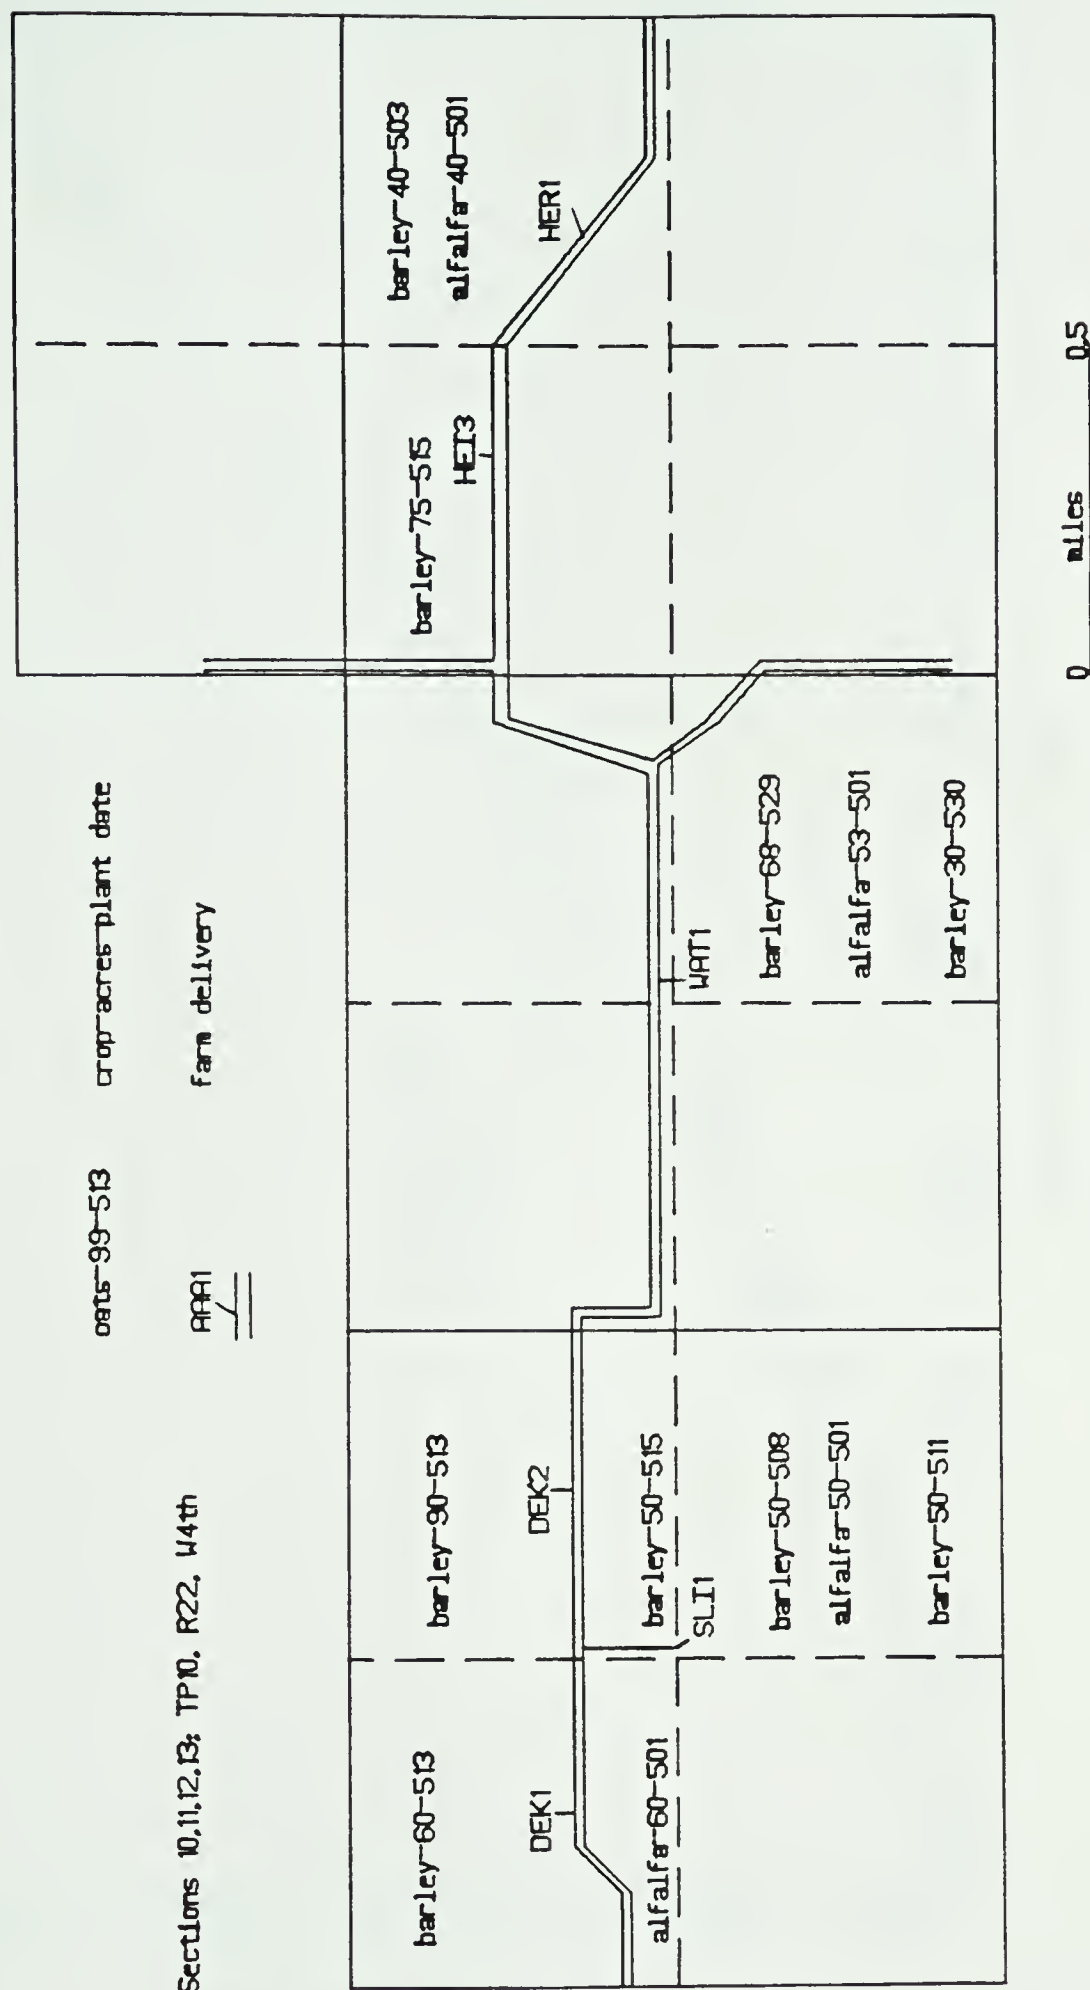 oats-99-513 crop-acres-plant date
AAA1 farm delivery
Sections 10,11,12,13; TP10, R22, W4th
barley-60-513
DEK1
alfalfa-60-501
barley-90-513
DEK2
barley-50-515
SLI1
barley-50-508
alfalfa-50-501
barley-50-511
WAT1
barley-68-529
alfalfa-53-501
barley-30-530
barley-75-515
HEI3
barley-40-503
alfalfa-40-501
HER1
0 miles 0.5